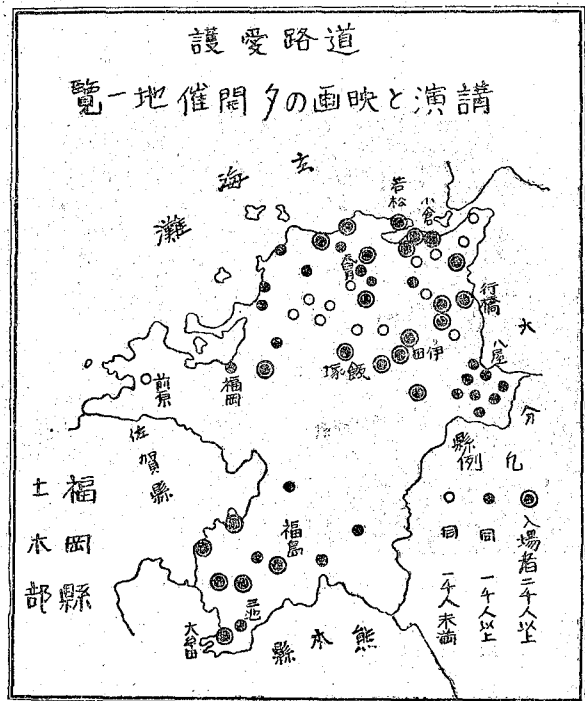 護愛路道
覧一地催開夕の画映と演講
玄海灘
若松
小倉
行橋
大分縣
八屋
伊田
飯塚
福岡
前原
佐賀縣
凡例
入場者二千人以上
同 一千人以上
同 一千人未満
福島
三池
大牟田
熊本縣
福岡縣
土木部